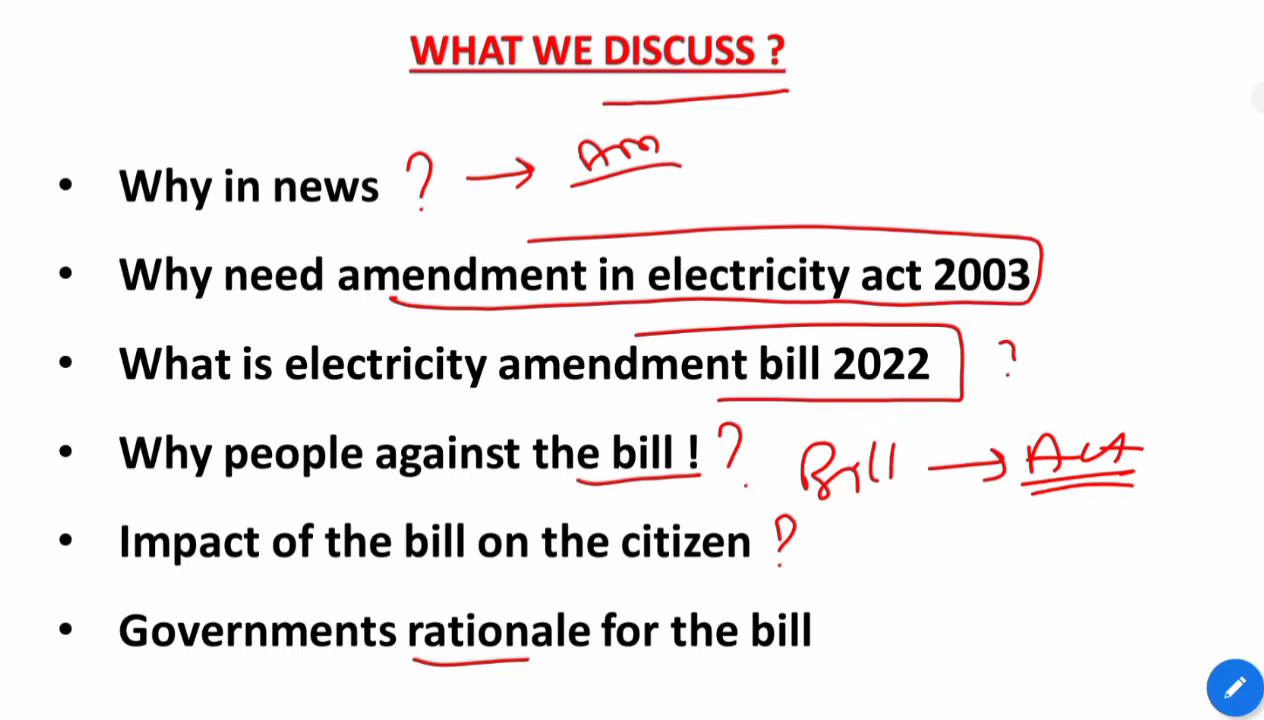 WHAT WE DISCUSS ?
• Why in news ? → Am
• Why need amendment in electricity act 2003
• What is electricity amendment bill 2022 ?
• Why people against the bill ! ? Bill → Act
• Impact of the bill on the citizen ?
• Governments rationale for the bill